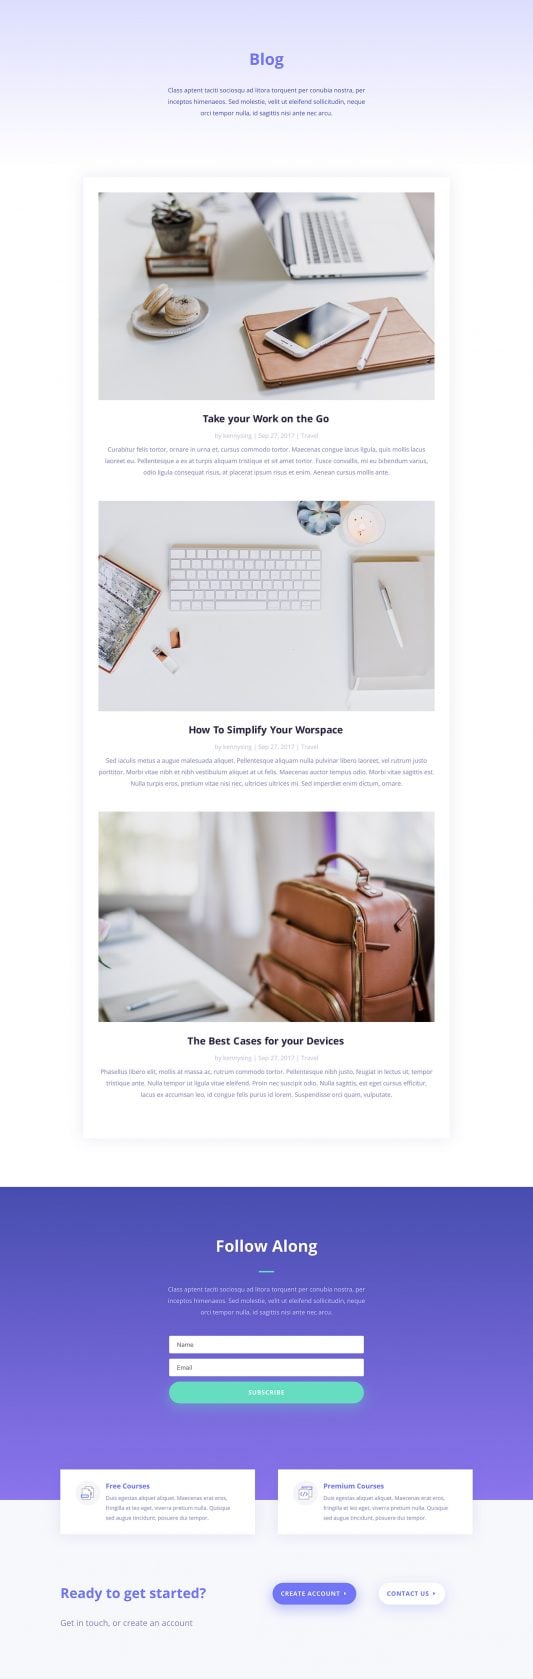 Blog
Class aptent taciti sociosqu ad litora torquent per conubia nostra, per
inceptos himenaeos. Sed molestie, velit ut eleifend sollicitudin, neque
orci tempor nulla, id sagittis nisi ante nec arcu.
Take your Work on the Go
by kennysing | Sep 27, 2017 | Travel
Curabitur felis tortor, ornare in urna et, cursus commodo tortor. Maecenas congue lacus ligula, quis mollis lacus
laoreet eu. Pellentesque a ex at turpis aliquam tristique et sit amet tortor. Fusce convallis, mi eu bibendum varius,
odio ligula consequat risus, at placerat ipsum risus et enim. Aenean cursus mollis ante.
How To Simplify Your Worspace
by kennysing | Sep 27, 2017 | Travel
Sed iaculis metus a augue malesuada aliquet. Pellentesque aliquam nulla pulvinar libero laoreet, vel rutrum justo
porttitor. Morbi vitae nibh et nibh vestibulum aliquet at ut felis. Maecenas auctor tempus odio. Morbi vitae sagittis est.
Nulla turpis eros, pretium vitae nisi nec, ultricies ultrices mi. Sed imperdiet enim dictum, ornare.
The Best Cases for your Devices
by kennysing | Sep 27, 2017 | Travel
Phasellus libero elit, mollis at massa ac, rutrum commodo tortor. Pellentesque nibh justo, feugiat in lectus ut, tempor
tristique ante. Nulla tempor ut ligula vitae eleifend. Proin nec suscipit odio. Nulla sagittis, est eget cursus efficitur,
lacus ex accumsan leo, id congue felis purus id lorem. Suspendisse orci quam, vulputate.
Follow Along
Class aptent taciti sociosqu ad litora torquent per conubia nostra, per
inceptos himenaeos. Sed molestie, velit ut eleifend sollicitudin, neque
orci tempor nulla, id sagittis nisi ante nec arcu.
Name
Email
SUBSCRIBE
Free Courses
Duis egestas aliquet aliquet. Maecenas erat eros,
fringilla et leo eget, viverra pretium nulla. Quisque
sed augue tincidunt, posuere dui tempor.
Premium Courses
Duis egestas aliquet aliquet. Maecenas erat eros,
fringilla et leo eget, viverra pretium nulla. Quisque
sed augue tincidunt, posuere dui tempor.
Ready to get started?
Get in touch, or create an account
CREATE ACCOUNT
CONTACT US